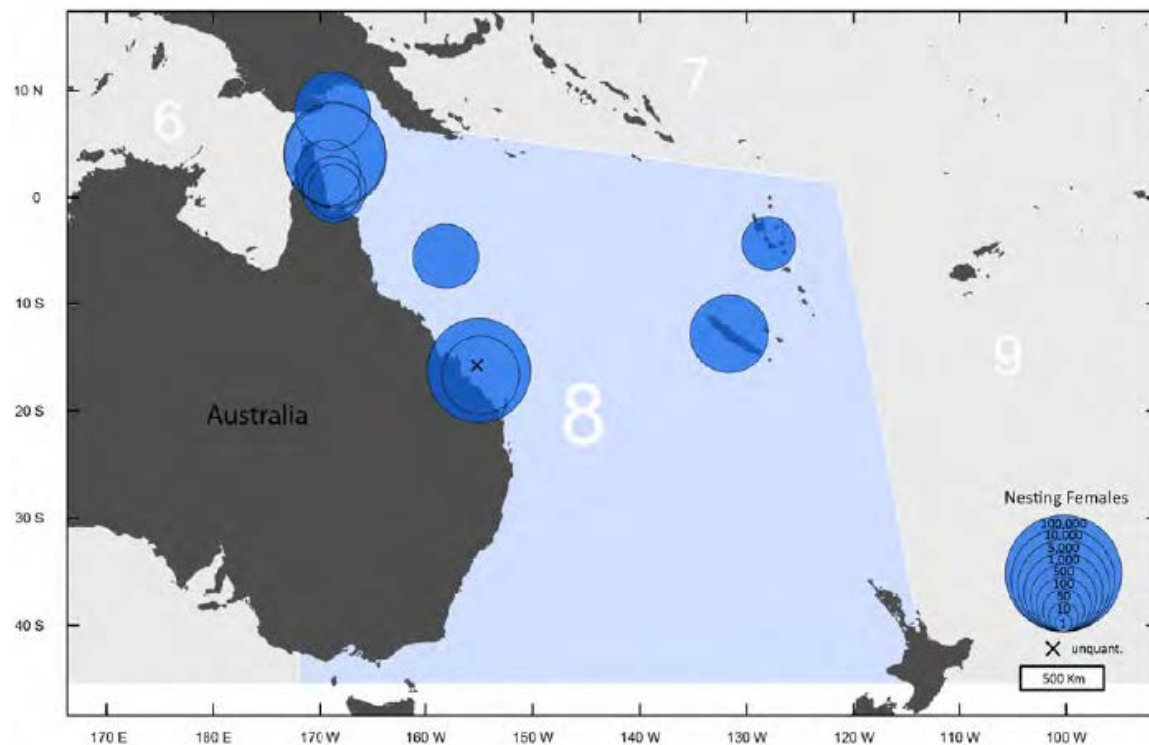 7
10 N
6
0
10 S
9
8
Australia
20 S
Nesting Females
100,000
10,000
5,000
1,000
500
100
50
10
1
30 S
40 S
unquant.
500 Km
170 E
180 E
170 W
160 W
150 W
140 W
130 W
120 W
110 W
100 W